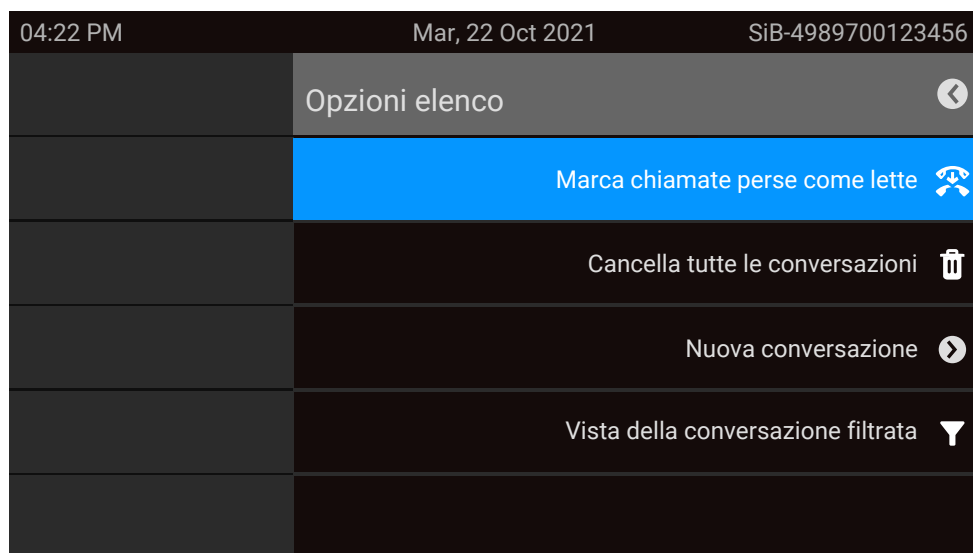 04:22 PM Mar, 22 Oct 2021 SiB-4989700123456
Opzioni elenco
Marca chiamate perse come lette
Cancella tutte le conversazioni
Nuova conversazione
Vista della conversazione filtrata